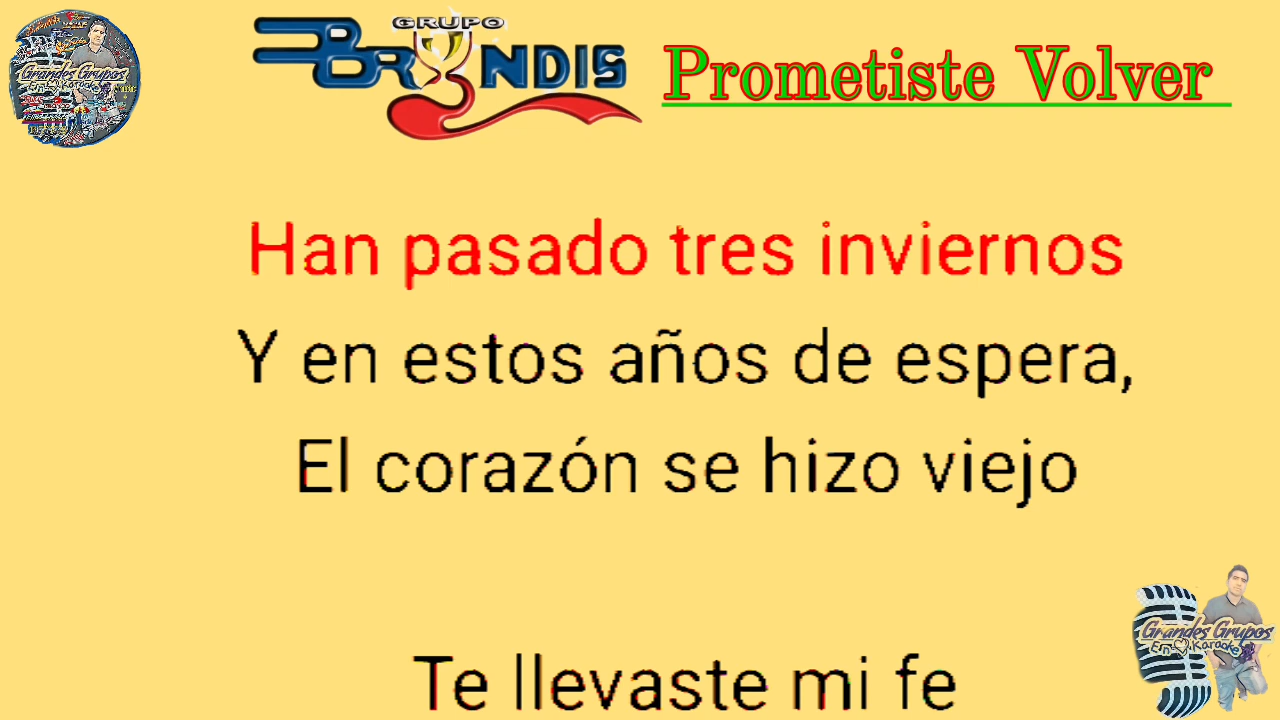 Grandes Grupos
En Karaoke
GRUPO
BRYNDIS
Prometiste Volver
Han pasado tres inviernos
Y en estos años de espera,
El corazón se hizo viejo
Te llevaste mi fe
Grandes Grupos
En Karaoke